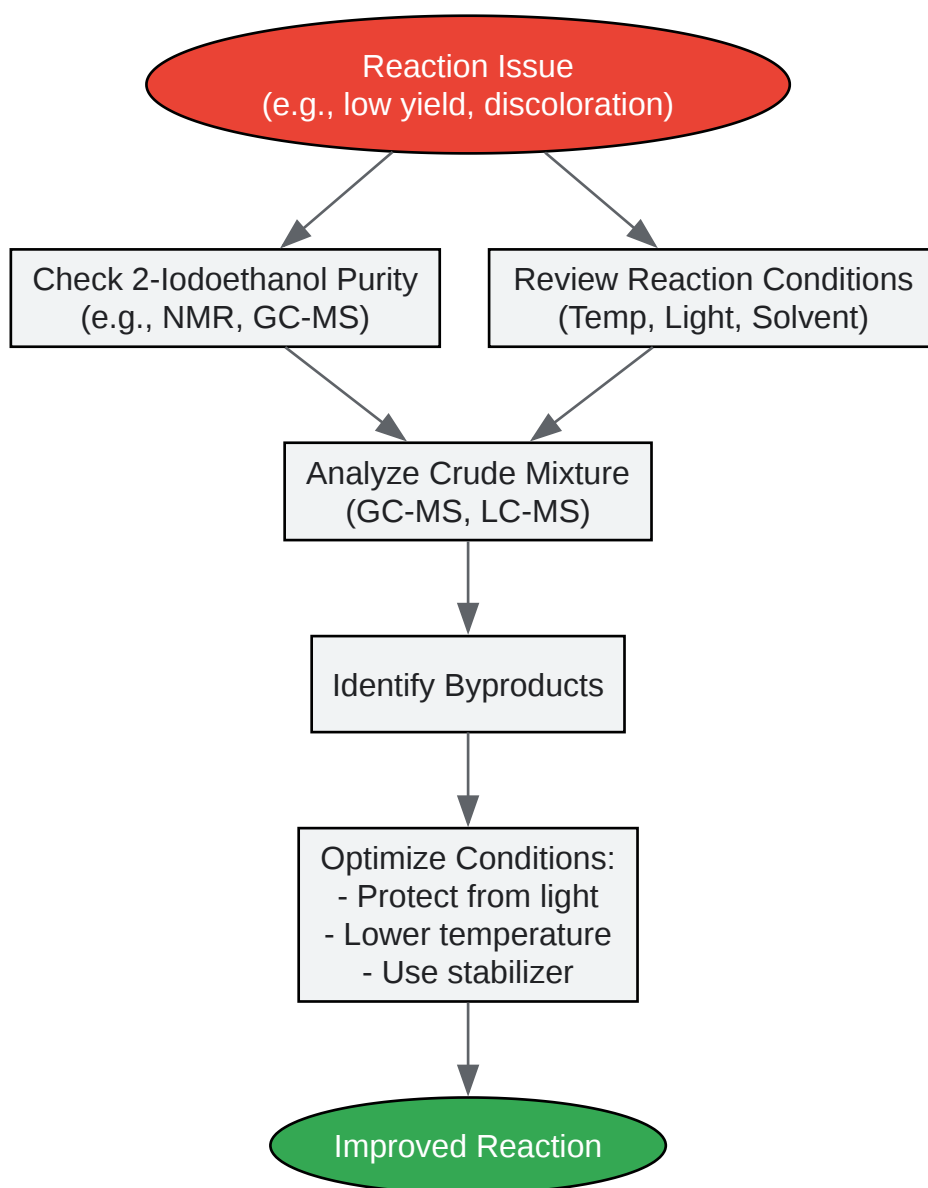 Reaction Issue
(e.g., low yield, discoloration)
Check 2-Iodoethanol Purity
(e.g., NMR, GC-MS)
Review Reaction Conditions
(Temp, Light, Solvent)
Analyze Crude Mixture
(GC-MS, LC-MS)
Identify Byproducts
Optimize Conditions:
- Protect from light
- Lower temperature
- Use stabilizer
Improved Reaction